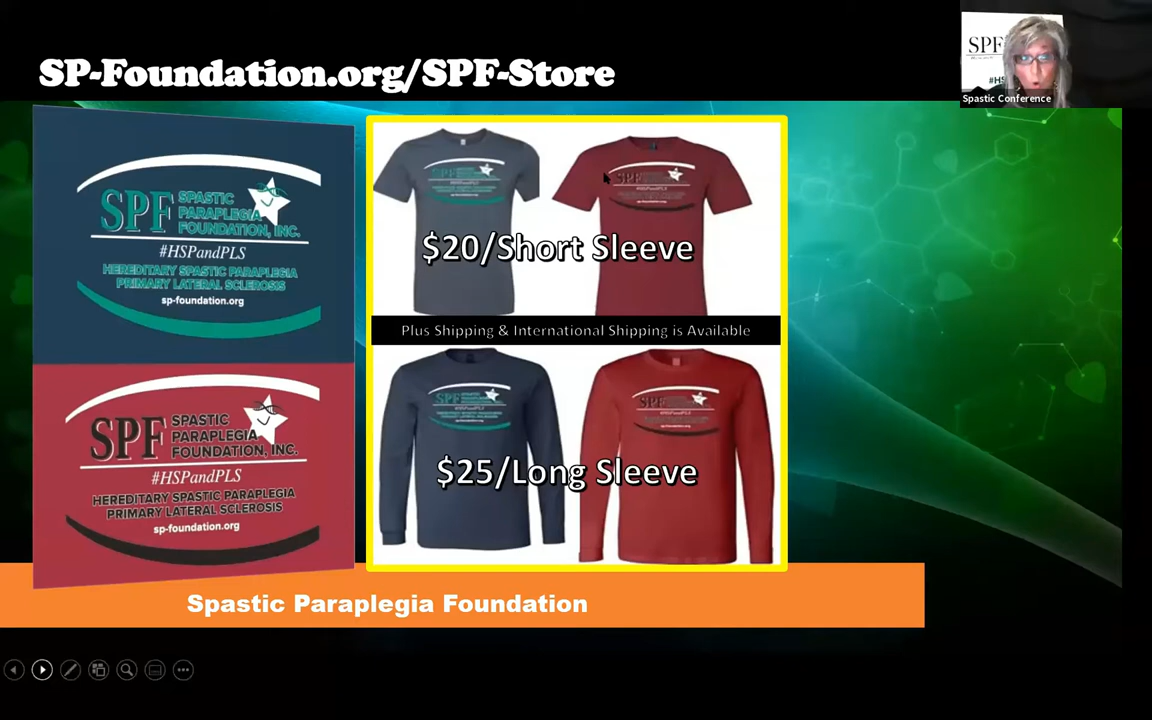 SP-Foundation.org/SPF-Store
SPF
#HS
Spastic Conference
SPF SPASTIC
PARAPLEGIA
FOUNDATION, INC.
#HSPandPLS
HEREDITARY SPASTIC PARAPLEGIA
PRIMARY LATERAL SCLEROSIS
sp-foundation.org
SPF SPASTIC
PARAPLEGIA
FOUNDATION, INC.
#HSPandPLS
HEREDITARY SPASTIC PARAPLEGIA
PRIMARY LATERAL SCLEROSIS
sp-foundation.org
$20/Short Sleeve
Plus Shipping & International Shipping is Available
$25/Long Sleeve
Spastic Paraplegia Foundation